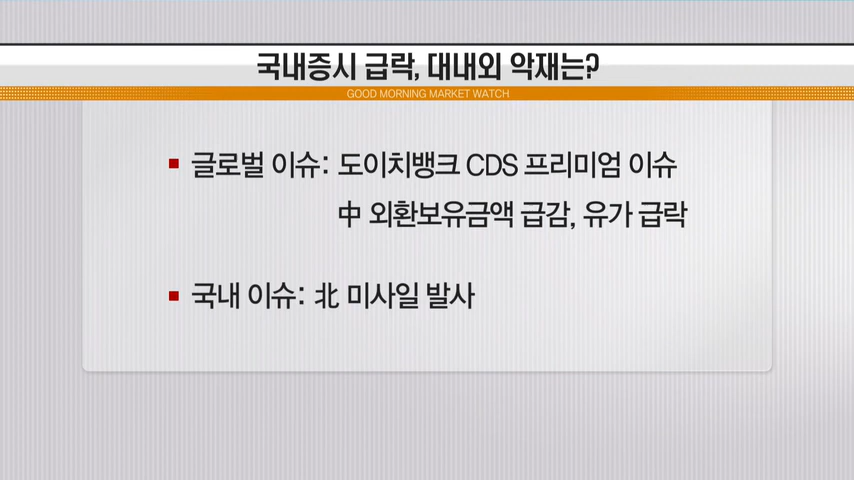 국내증시 급락, 대내외 악재는?
GOOD MORNING MARKET WATCH
글로벌 이슈: 도이치뱅크 CDS 프리미엄 이슈
中 외환보유금액 급감, 유가 급락
국내 이슈: 北 미사일 발사